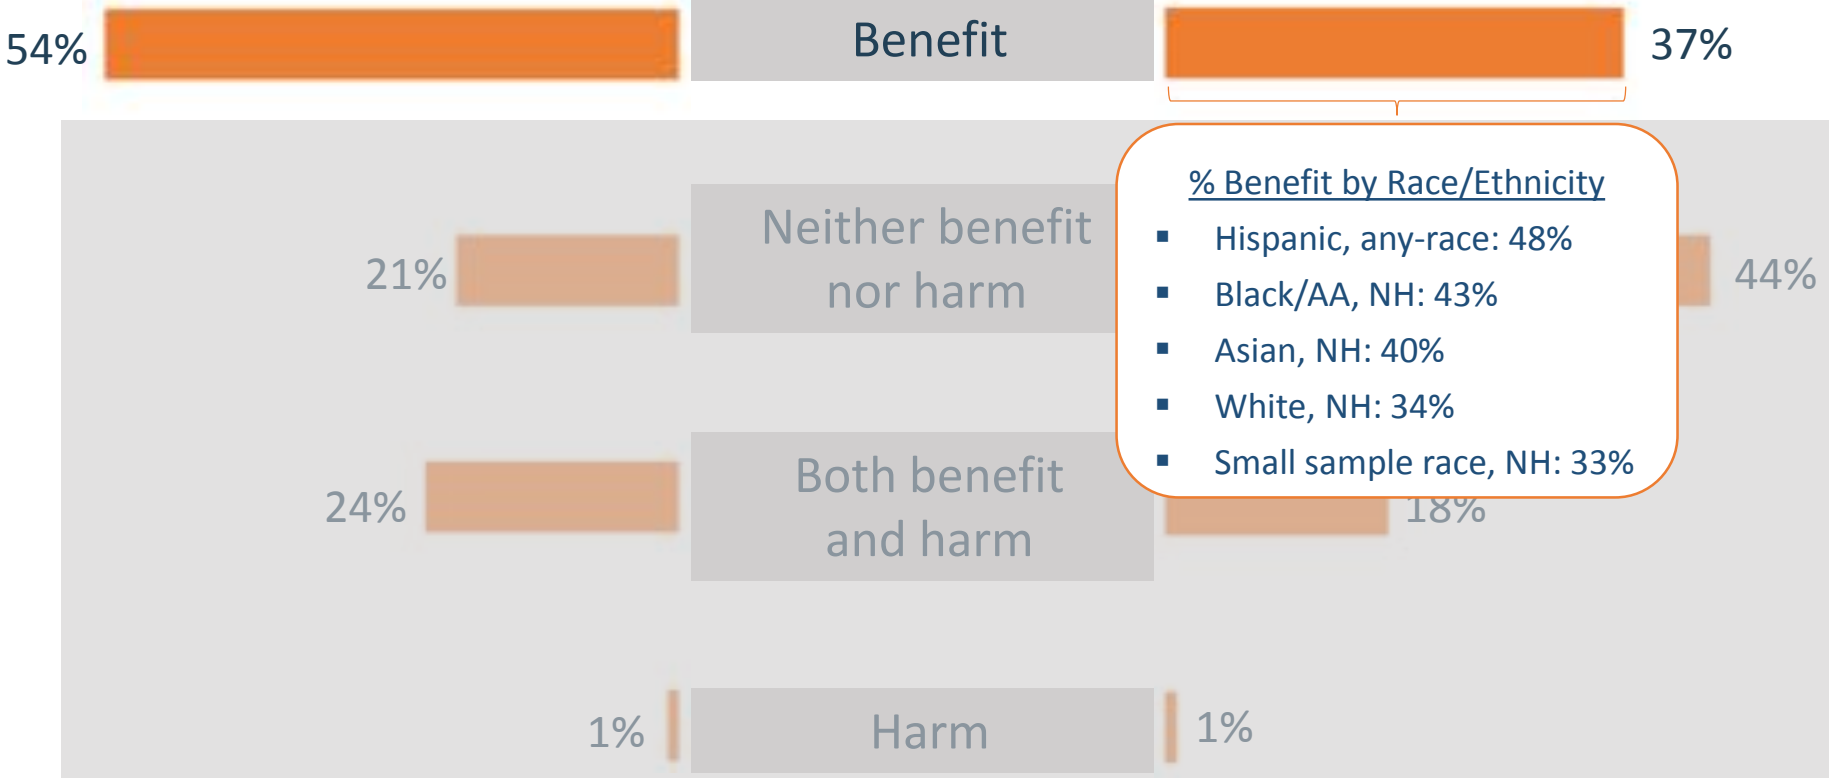 54%
Benefit
37%
% Benefit by Race/Ethnicity
▪ Hispanic, any-race: 48%
▪ Black/AA, NH: 43%
▪ Asian, NH: 40%
▪ White, NH: 34%
▪ Small sample race, NH: 33%
21%
Neither benefit
nor harm
44%
24%
Both benefit
and harm
18%
1%
Harm
1%